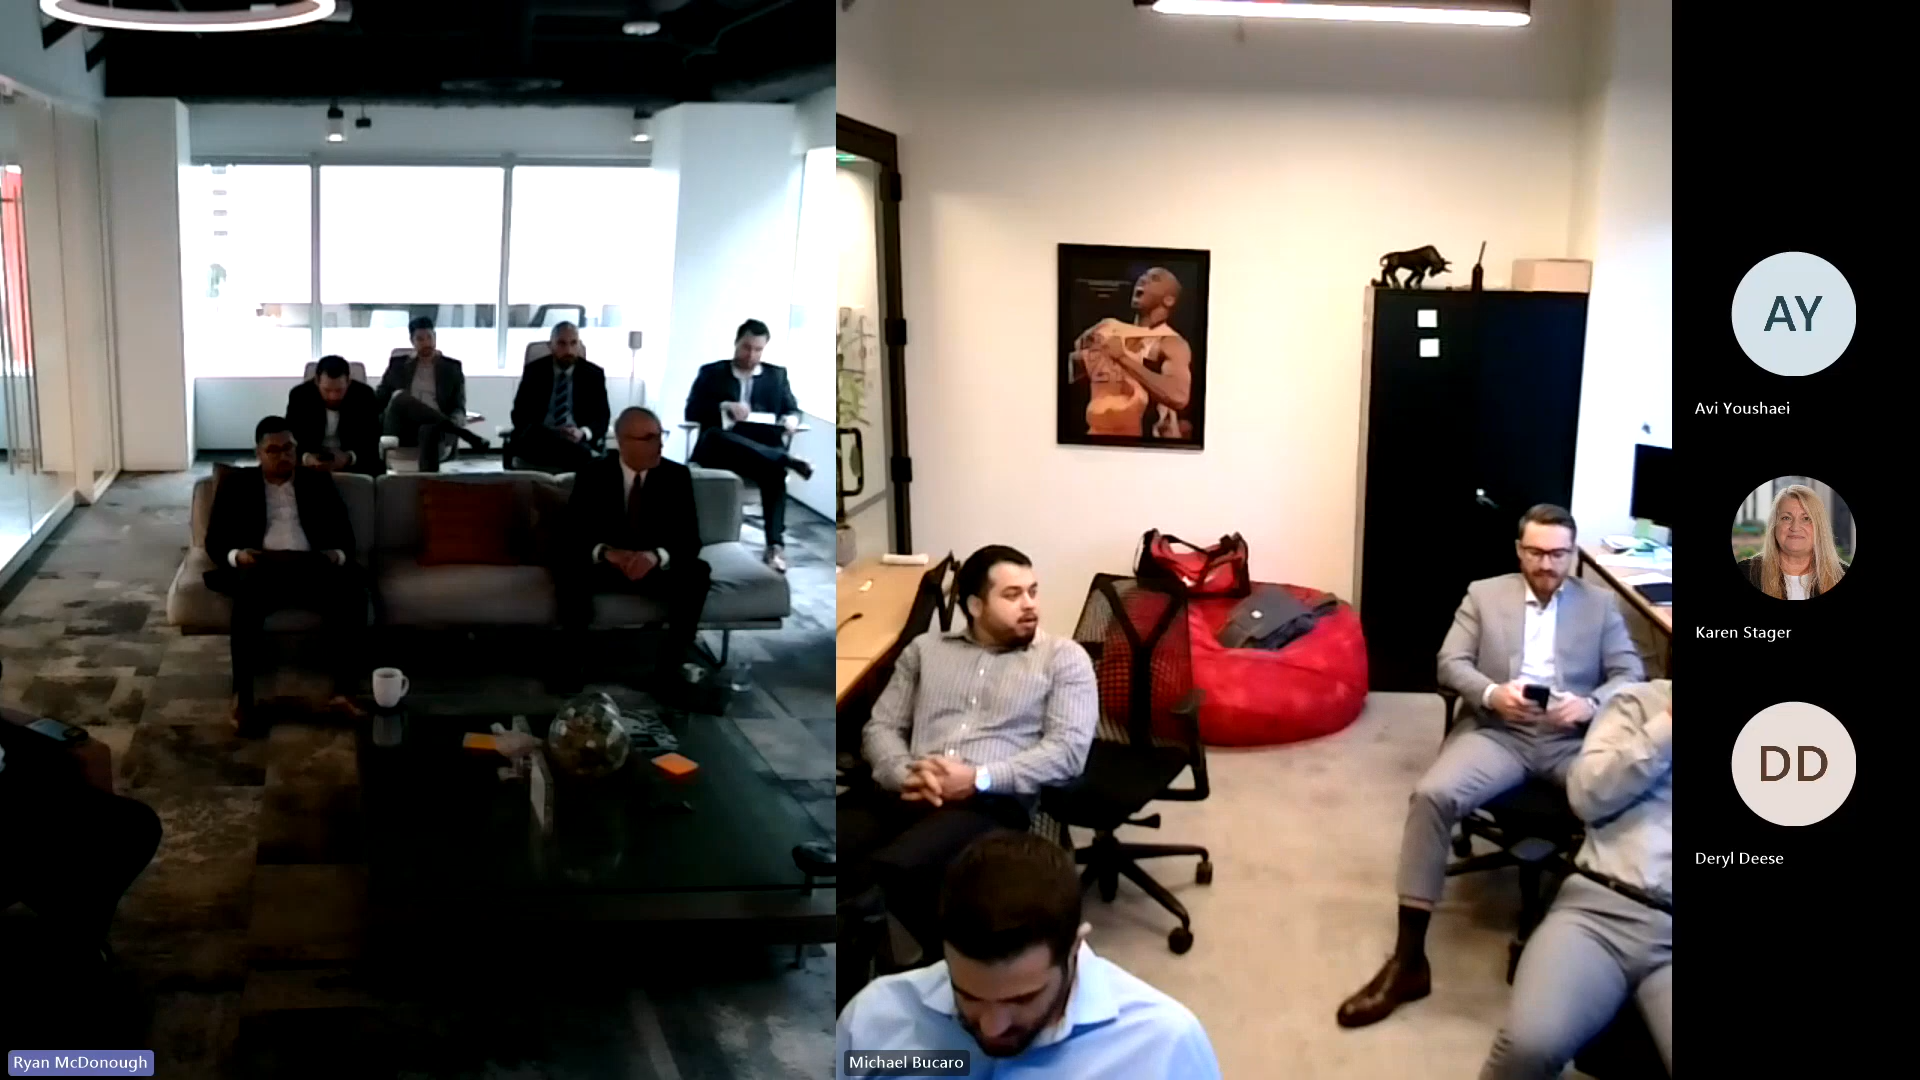 Ryan McDonough
Michael Bucaro
AY
Avi Youshaei
Karen Stager
DD
Deryl Deese